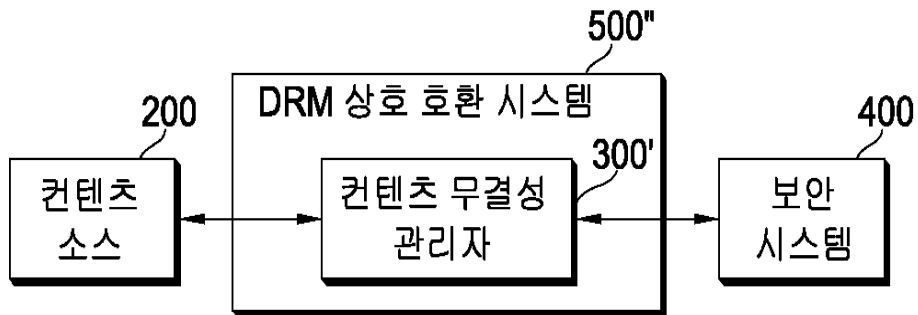 500"
DRM 상호 호환 시스템
200
300'
400
컨텐츠
소스
컨텐츠 무결성
관리자
보안
시스템